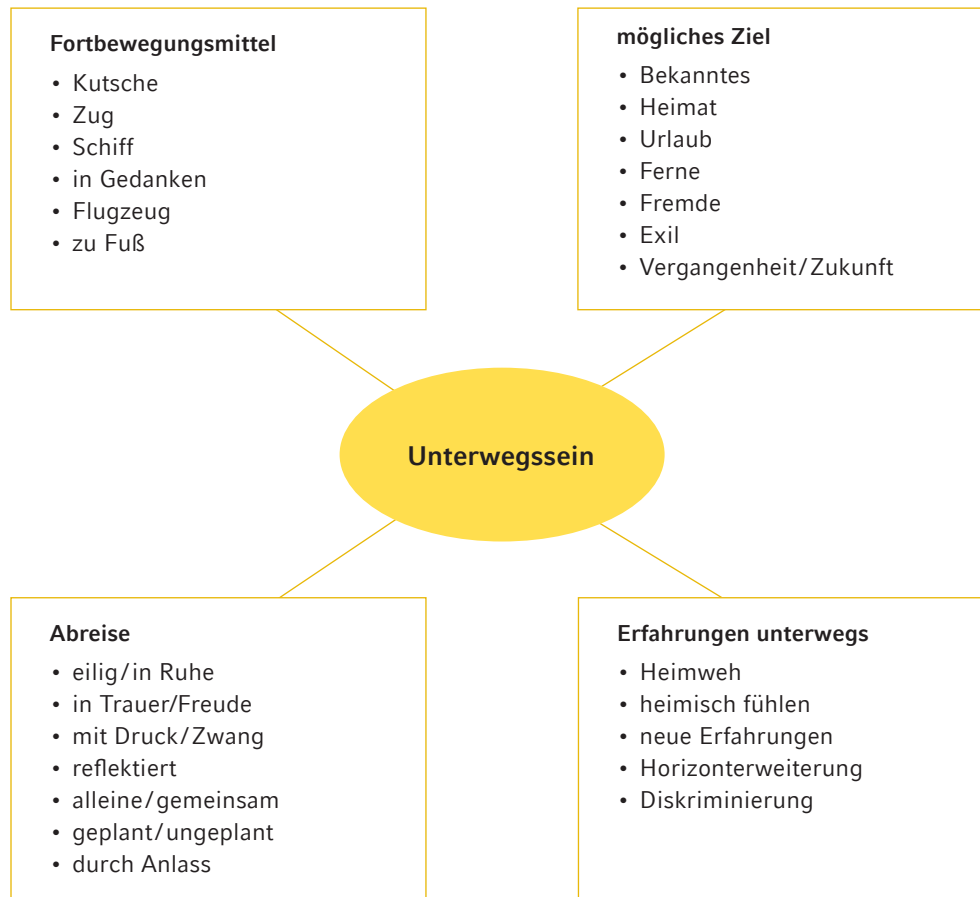 Fortbewegungsmittel
• Kutsche
• Zug
• Schiff
• in Gedanken
• Flugzeug
• zu Fuß
mögliches Ziel
• Bekanntes
• Heimat
• Urlaub
• Ferne
• Fremde
• Exil
• Vergangenheit/Zukunft
Unterwegssein
Abreise
• eilig/in Ruhe
• in Trauer/Freude
• mit Druck/Zwang
• reflektiert
• alleine/gemeinsam
• geplant/ungeplant
• durch Anlass
Erfahrungen unterwegs
• Heimweh
• heimisch fühlen
• neue Erfahrungen
• Horizonterweiterung
• Diskriminierung